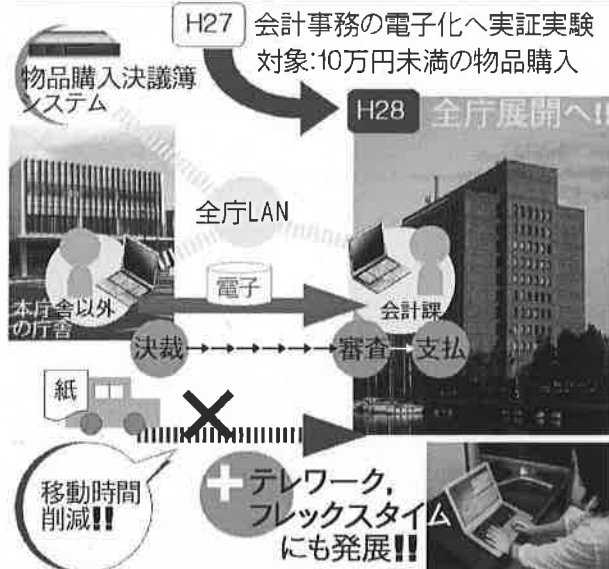 H27 会計事務の電子化へ実証実験
対象:10万円未満の物品購入
物品購入決議簿
システム
H28 全庁展開へ!!
全庁LAN
電子
本庁舎以外
の庁舎
会計課
決裁
審査
支払
紙
移動時間
削減!!
+テレワーク,
フレックスタイム
にも発展!!